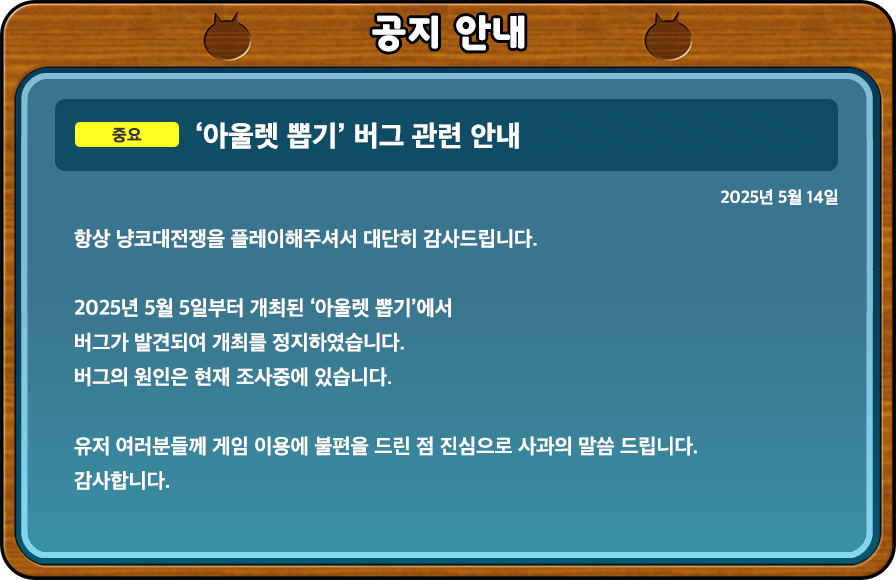 공지 안내
중요
‘아울렛 뽑기’ 버그 관련 안내
2025년 5월 14일
항상 냥코대전쟁을 플레이해주셔서 대단히 감사드립니다.
2025년 5월 5일부터 개최된 ‘아울렛 뽑기’에서
버그가 발견되여 개최를 정지하였습니다.
버그의 원인은 현재 조사중에 있습니다.
유저 여러분들께 게임 이용에 불편을 드린 점 진심으로 사과의 말씀 드립니다.
감사합니다.